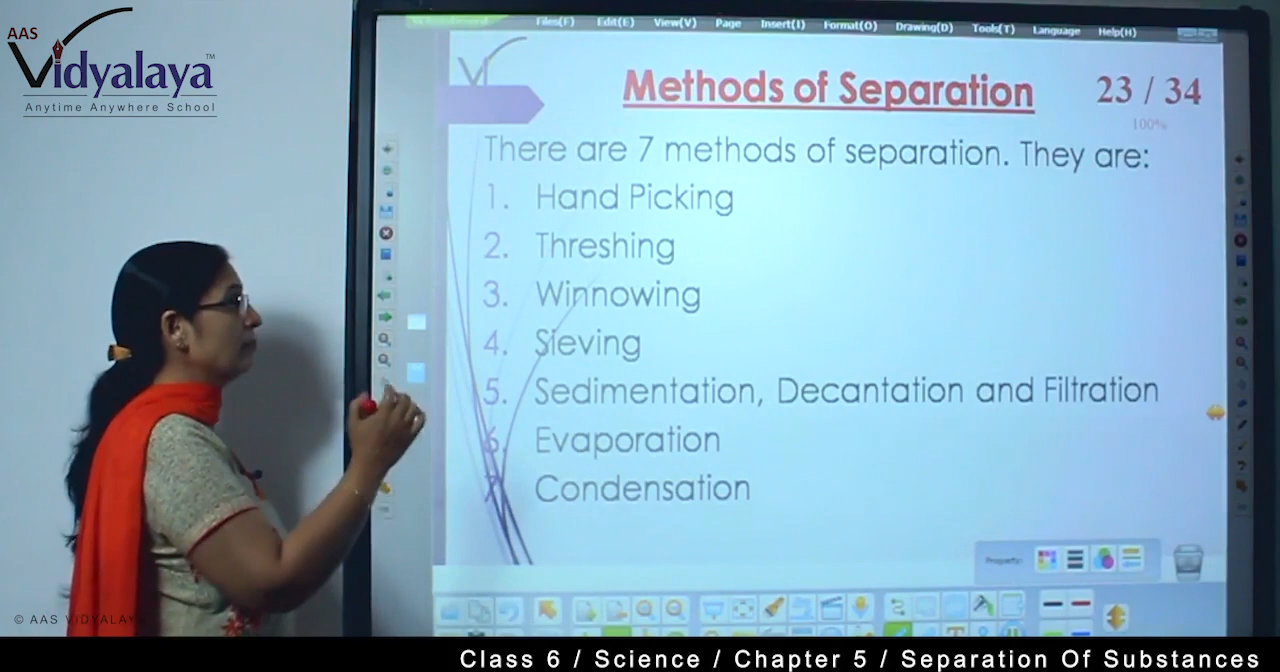 AAS
Vidyalaya™
Anytime Anywhere School
Files(F) Edit(E) View(V) Page Insert(I) Format(O) Drawing(D) Tools(T) Language Help(H)
Methods of Separation
23 / 34
100%
There are 7 methods of separation. They are:
1. Hand Picking
2. Threshing
3. Winnowing
4. Sieving
5. Sedimentation, Decantation and Filtration
6. Evaporation
7. Condensation
Property:
© AAS VIDYALAYA
Class 6 / Science / Chapter 5 / Separation Of Substances